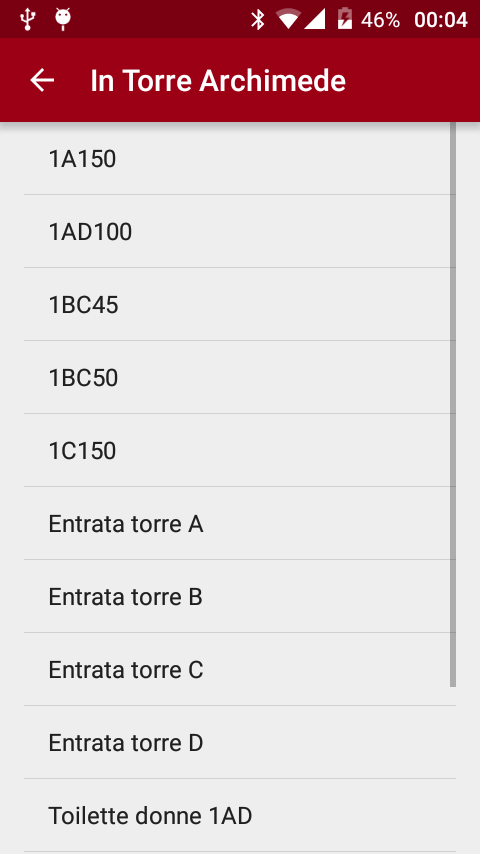 46% 00:04
In Torre Archimede
1A150
1AD100
1BC45
1BC50
1C150
Entrata torre A
Entrata torre B
Entrata torre C
Entrata torre D
Toilette donne 1AD